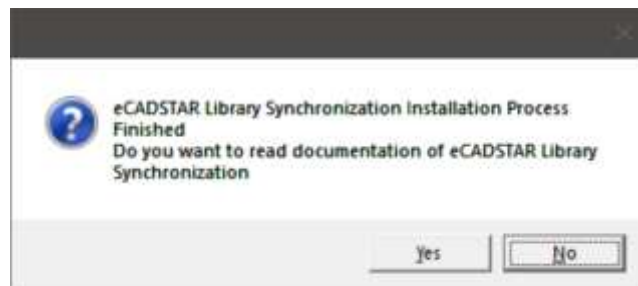 eCADSTAR Library Synchronization Installation Process
Finished
Do you want to read documentation of eCADSTAR Library
Synchronization
Yes No